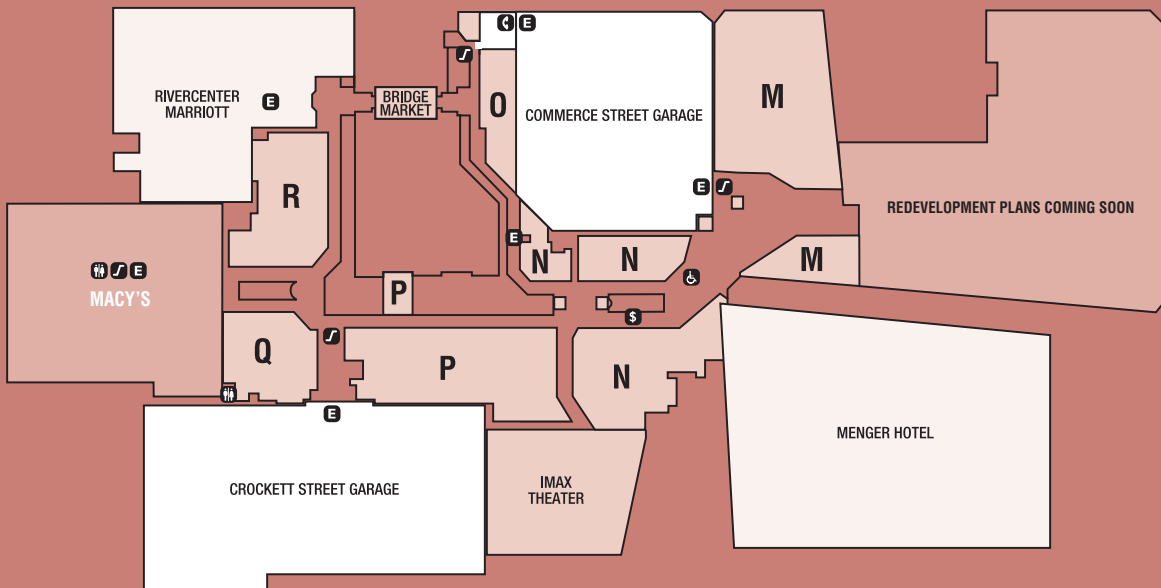 E
M
RIVERCENTER
MARRIOTT
E
BRIDGE
MARKET
O
COMMERCE STREET GARAGE
R
E
REDEVELOPMENT PLANS COMING SOON
E
N
N
M
E
MACY'S
P
$
Q
P
N
E
MENGER HOTEL
CROCKETT STREET GARAGE
IMAX
THEATER